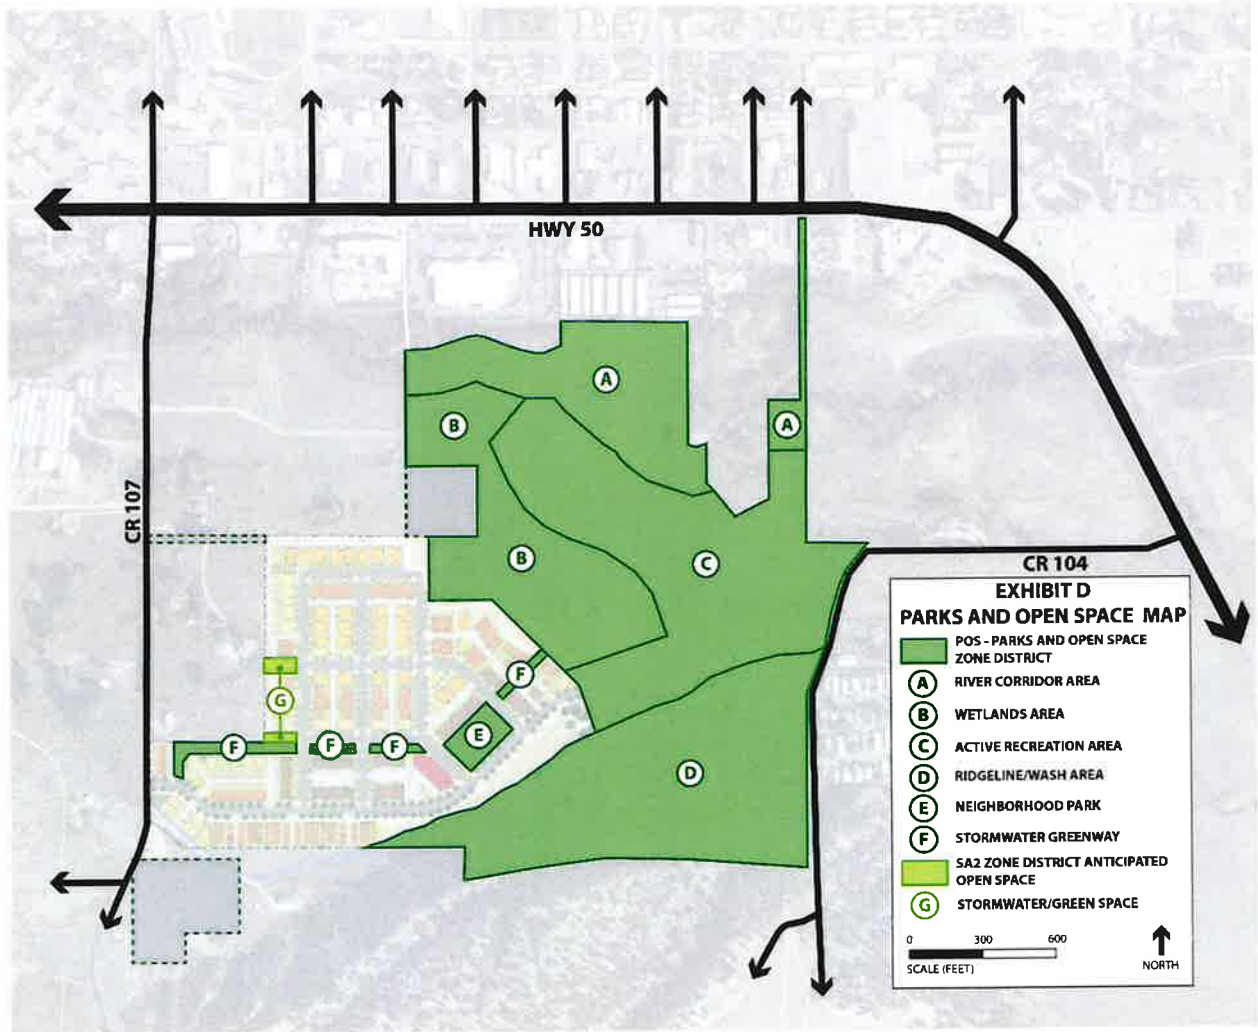 HWY 50
A
A
B
CR 107
B
C
CR 104
F
G
E
F
F
F
D
EXHIBIT D
PARKS AND OPEN SPACE MAP
POS - PARKS AND OPEN SPACE
ZONE DISTRICT
A RIVER CORRIDOR AREA
B WETLANDS AREA
C ACTIVE RECREATION AREA
D RIDGELINE/WASH AREA
E NEIGHBORHOOD PARK
F STORMWATER GREENWAY
SA2 ZONE DISTRICT ANTICIPATED
OPEN SPACE
G STORMWATER/GREEN SPACE
0 300 600
SCALE (FEET)
NORTH